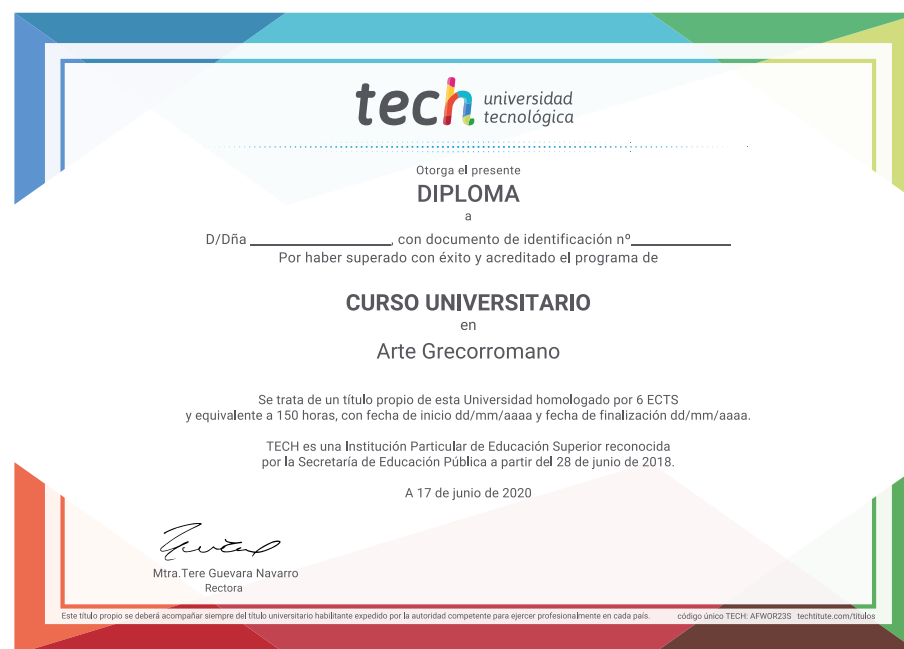 tech universidad
tecnológica
Otorga el presente
DIPLOMA
a
D/Dña ________________, con documento de identificación nº____________
Por haber superado con éxito y acreditado el programa de
CURSO UNIVERSITARIO
en
Arte Grecorromano
Se trata de un título propio de esta Universidad homologado por 6 ECTS
y equivalente a 150 horas, con fecha de inicio dd/mm/aaaa y fecha de finalización dd/mm/aaaa.
TECH es una Institución Particular de Educación Superior reconocida
por la Secretaría de Educación Pública a partir del 28 de junio de 2018.
A 17 de junio de 2020
Mtra.Tere Guevara Navarro
Rectora
Este título propio se deberá acompañar siempre del título universitario habilitante expedido por la autoridad competente para ejercer profesionalmente en cada país. código único TECH: AFWOR23S techtitute.com/titulos